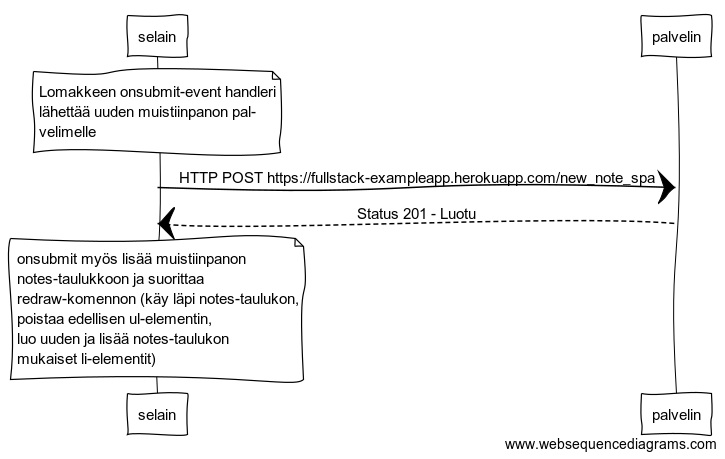 selain
palvelin
Lomakkeen onsubmit-event handleri
lähettää uuden muistiinpanon pal-
velimelle
HTTP POST https://fullstack-exampleapp.herokuapp.com/new_note_spa
Status 201 - Luotu
onsubmit myös lisää muistiinpanon
notes-taulukkoon ja suorittaa
redraw-komennon (käy läpi notes-taulukon,
poistaa edellisen ul-elementin,
luo uuden ja lisää notes-taulukon
mukaiset li-elementit)
selain
palvelin
www.websequencediagrams.com